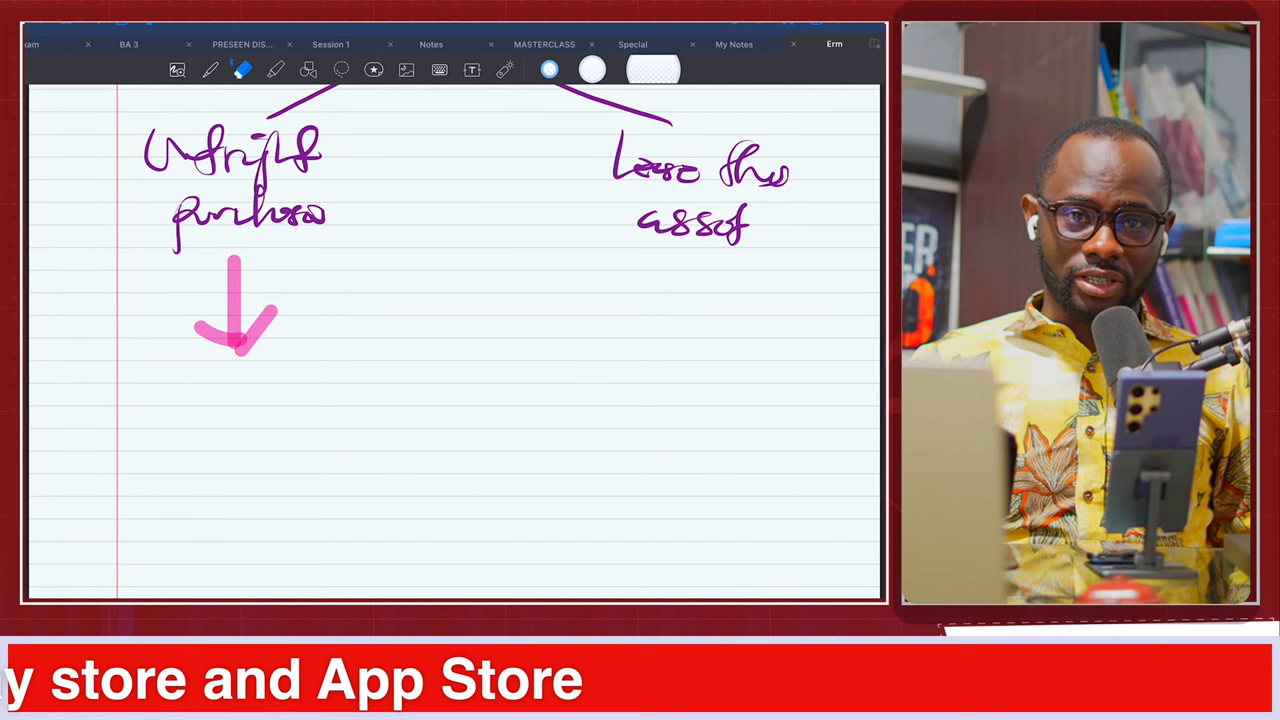 am
BA 3
PRESEEN DIS...
Session 1
Notes
MASTERCLASS
Special
My Notes
Erm
Outright
purchase
Lease the
asset
y store and App Store